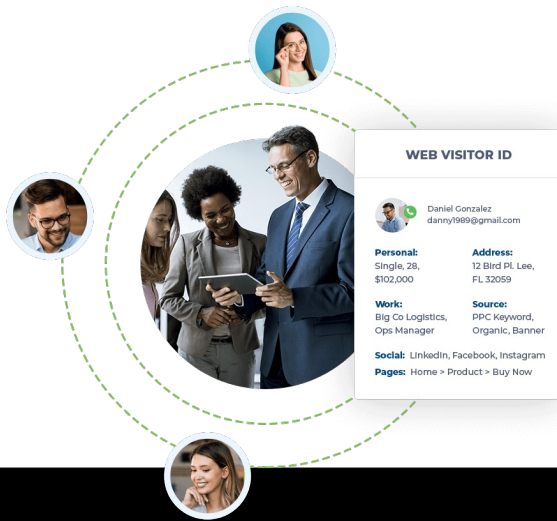 WEB VISITOR ID
Daniel Gonzalez
danny1989@gmail.com
Personal:
Single, 28,
$102,000
Address:
12 Bird Pl. Lee,
FL 32059
Work:
Big Co Logistics,
Ops Manager
Source:
PPC Keyword,
Organic, Banner
Social: LinkedIn, Facebook, Instagram
Pages: Home > Product > Buy Now